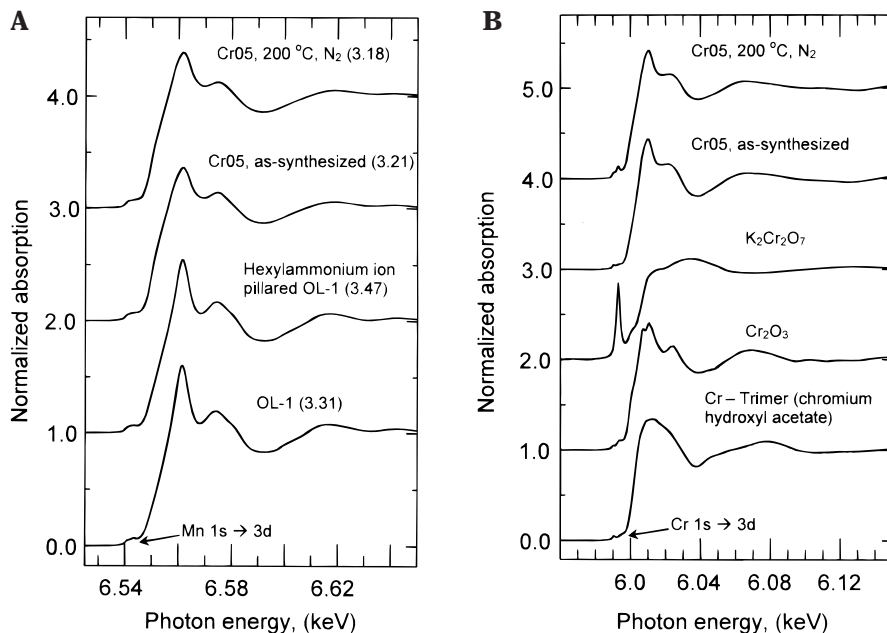 A
Cr05, 200 °C, N₂ (3.18)
Cr05, as-synthesized (3.21)
Hexylammonium ion
pillared OL-1 (3.47)
OL-1 (3.31)
Mn 1s → 3d
4.0
3.0
2.0
1.0
0.0
Normalized absorption
6.54
6.58
6.62
Photon energy, (keV)
B
Cr05, 200 °C, N₂
Cr05, as-synthesized
K₂Cr₂O₇
Cr₂O₃
Cr – Trimer (chromium
hydroxyl acetate)
Cr 1s → 3d
5.0
4.0
3.0
2.0
1.0
0.0
Normalized absorption
6.0
6.04
6.08
6.12
Photon energy, (keV)